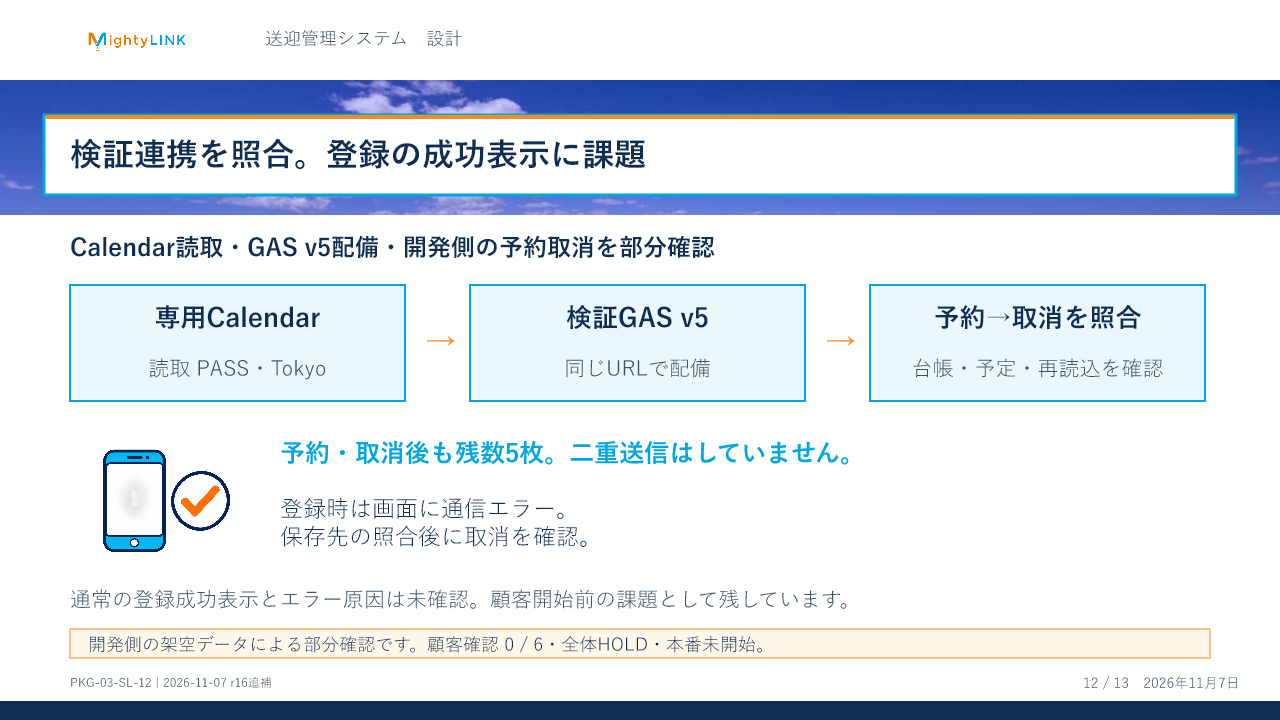 MightyLINK
送迎管理システム　設計
検証連携を照合。登録の成功表示に課題
Calendar読取・GAS v5配備・開発側の予約取消を部分確認
専用Calendar
読取 PASS・Tokyo
→
検証GAS v5
同じURLで配備
→
予約→取消を照合
台帳・予定・再読込を確認
予約・取消後も残数5枚。二重送信はしていません。
登録時は画面に通信エラー。
保存先の照合後に取消を確認。
通常の登録成功表示とエラー原因は未確認。顧客開始前の課題として残しています。
開発側の架空データによる部分確認です。顧客確認 0 / 6・全体HOLD・本番未開始。
PKG-03-SL-12 | 2026-11-07 r16追補
12 / 13　2026年11月7日